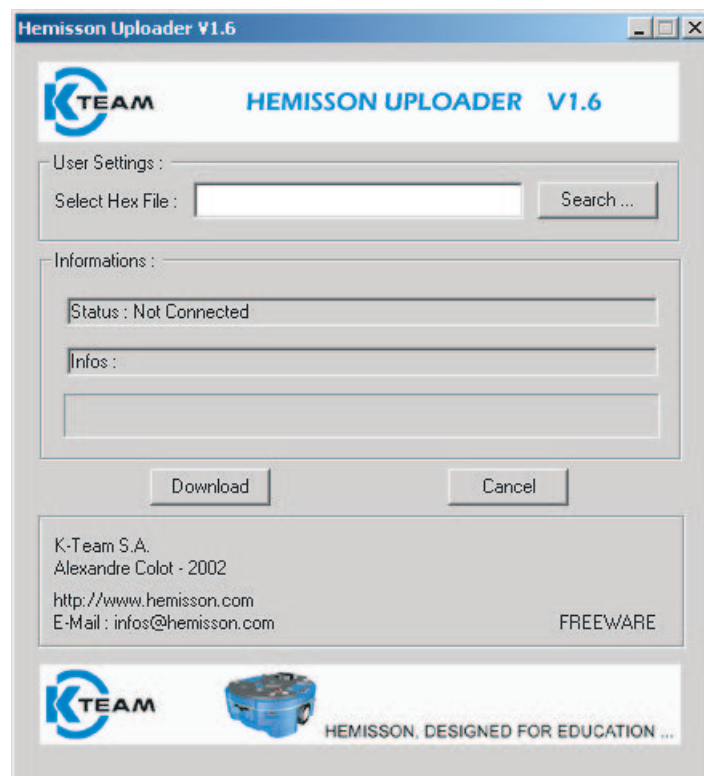 Hemisson Uploader V1.6
K TEAM HEMISSON UPLOADER V1.6
User Settings :
Select Hex File : Search ...
Informations :
Status : Not Connected
Infos :
Download Cancel
K-Team S.A.
Alexandre Colot - 2002
http://www.hemisson.com
E-Mail : infos@hemisson.com FREEWARE
K TEAM HEMISSON, DESIGNED FOR EDUCATION ...